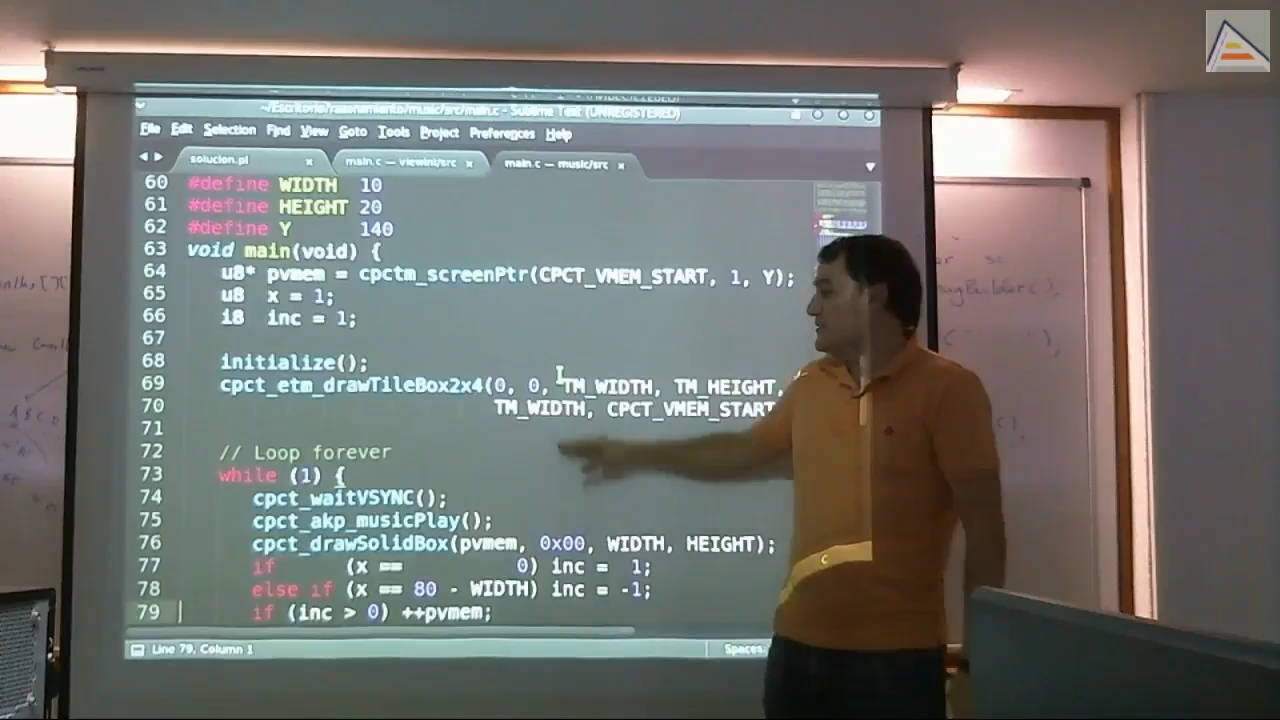 ~/Escritorio/razonamiento/music/src/main.c - Sublime Text (UNREGISTERED)
File Edit Selection Find View Goto Tools Project Preferences Help
solucion.pl × main.c — viewint/src × main.c — music/src ×
60 #define WIDTH 10
61 #define HEIGHT 20
62 #define Y 140
63 void main(void) {
64 u8* pvmem = cpctm_screenPtr(CPCT_VMEM_START, 1, Y);
65 u8 x = 1;
66 i8 inc = 1;
67
68 initialize();
69 cpct_etm_drawTileBox2x4(0, 0, TM_WIDTH, TM_HEIGHT,
70 TM_WIDTH, CPCT_VMEM_START
71
72 // Loop forever
73 while (1) {
74 cpct_waitVSYNC();
75 cpct_akp_musicPlay();
76 cpct_drawSolidBox(pvmem, 0x00, WIDTH, HEIGHT);
77 if (x == 0) inc = 1;
78 else if (x == 80 - WIDTH) inc = -1;
79 if (inc > 0) ++pvmem;
Line 79, Column 1 Spaces: